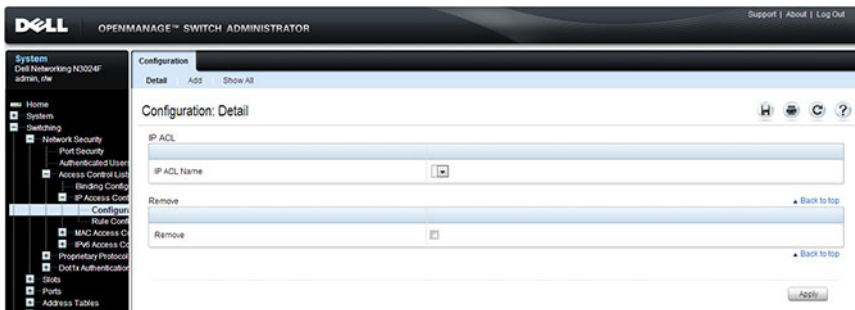 Support | About | Log Out
DELL OPENMANAGE™ SWITCH ADMINISTRATOR
System
Dell Networking N3024F
admin, r/w
Home
System
Switching
Network Security
Port Security
Authenticated Users
Access Control List
Binding Config
IP Access Cont
Configura
Rule Conf
MAC Access C
IPv6 Access Co
Proprietary Protocol
Dot1x Authentication
Slots
Ports
Address Tables
Configuration
Detail Add Show All
Configuration: Detail
IP ACL
IP ACL Name
Remove
Back to top
Remove
Back to top
Apply